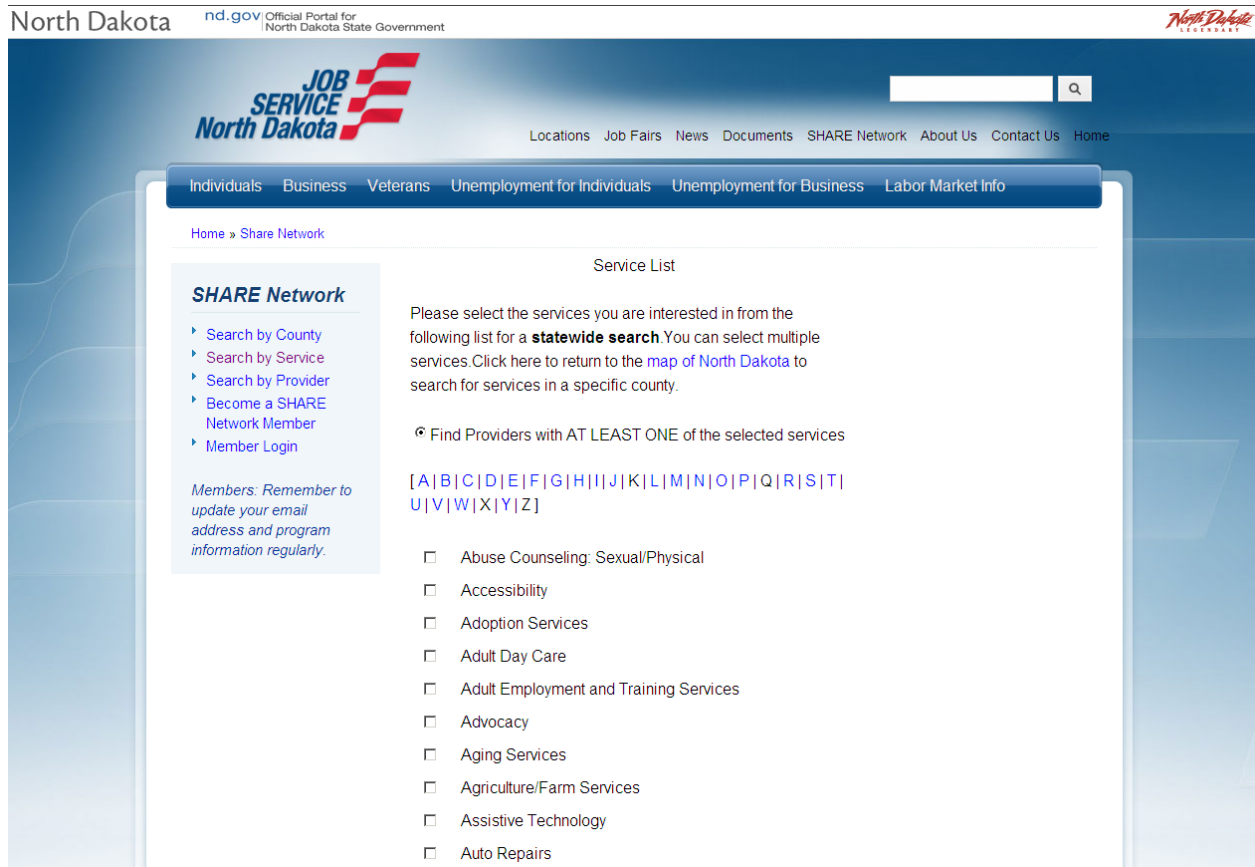 North Dakota
nd.gov Official Portal for
North Dakota State Government
North Dakota
LEGENDARY
JOB
SERVICE
North Dakota
Locations Job Fairs News Documents SHARE Network About Us Contact Us Home
Individuals Business Veterans Unemployment for Individuals Unemployment for Business Labor Market Info
Home » Share Network
SHARE Network
Search by County
Search by Service
Search by Provider
Become a SHARE
Network Member
Member Login
Members: Remember to
update your email
address and program
information regularly.
Service List
Please select the services you are interested in from the
following list for a statewide search.You can select multiple
services.Click here to return to the map of North Dakota to
search for services in a specific county.
Find Providers with AT LEAST ONE of the selected services
[ A | B | C | D | E | F | G | H | I | J | K | L | M | N | O | P | Q | R | S | T |
U | V | W | X | Y | Z ]
Abuse Counseling: Sexual/Physical
Accessibility
Adoption Services
Adult Day Care
Adult Employment and Training Services
Advocacy
Aging Services
Agriculture/Farm Services
Assistive Technology
Auto Repairs